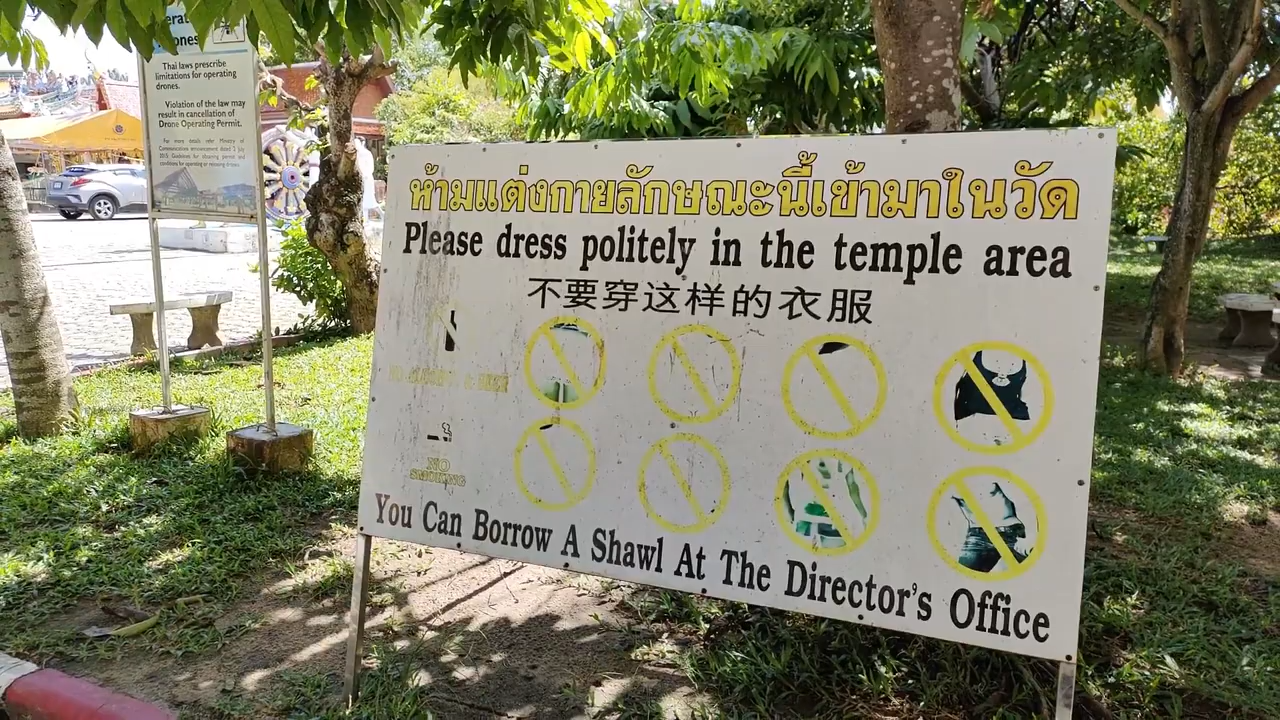 Thai laws prescribe
limitations for operating
drones.
Violation of the law may
result in cancellation of
Drone Operating Permit.
ห้ามแต่งกายลักษณะนี้เข้ามาในวัด
Please dress politely in the temple area
不要穿这样的衣服
NO
SMOKING
You Can Borrow A Shawl At The Director's Office